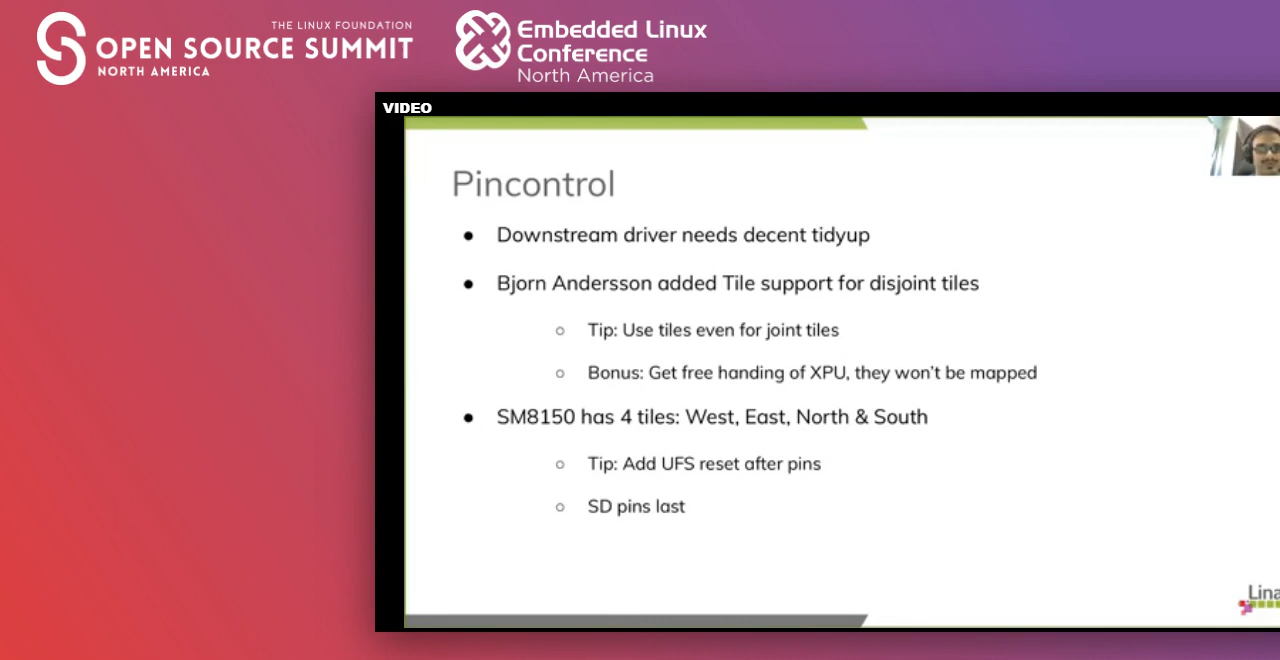 THE LINUX FOUNDATION
OPEN SOURCE SUMMIT
NORTH AMERICA
Embedded Linux
Conference
North America
VIDEO
Pincontrol
● Downstream driver needs decent tidyup
● Bjorn Andersson added Tile support for disjoint tiles
○ Tip: Use tiles even for joint tiles
○ Bonus: Get free handing of XPU, they won't be mapped
● SM8150 has 4 tiles: West, East, North & South
○ Tip: Add UFS reset after pins
○ SD pins last
Lina